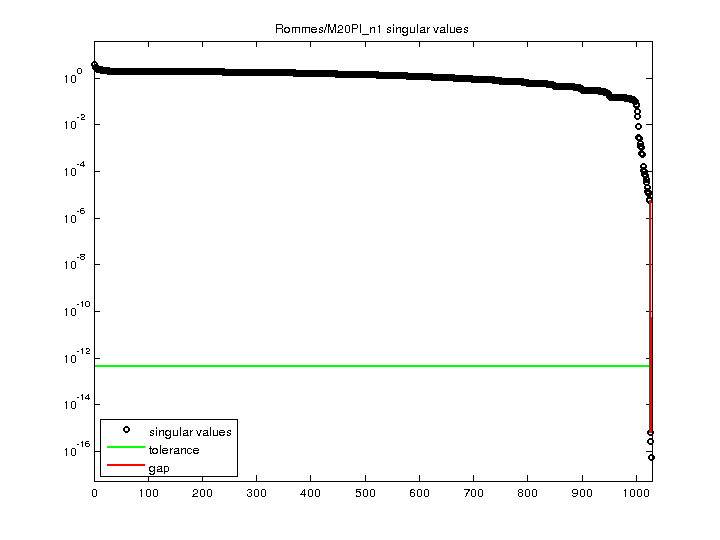 Rommes/M20PI_n1 singular values
10^0
10^-2
10^-4
10^-6
10^-8
10^-10
10^-12
10^-14
10^-16
singular values
tolerance
gap
0 100 200 300 400 500 600 700 800 900 1000